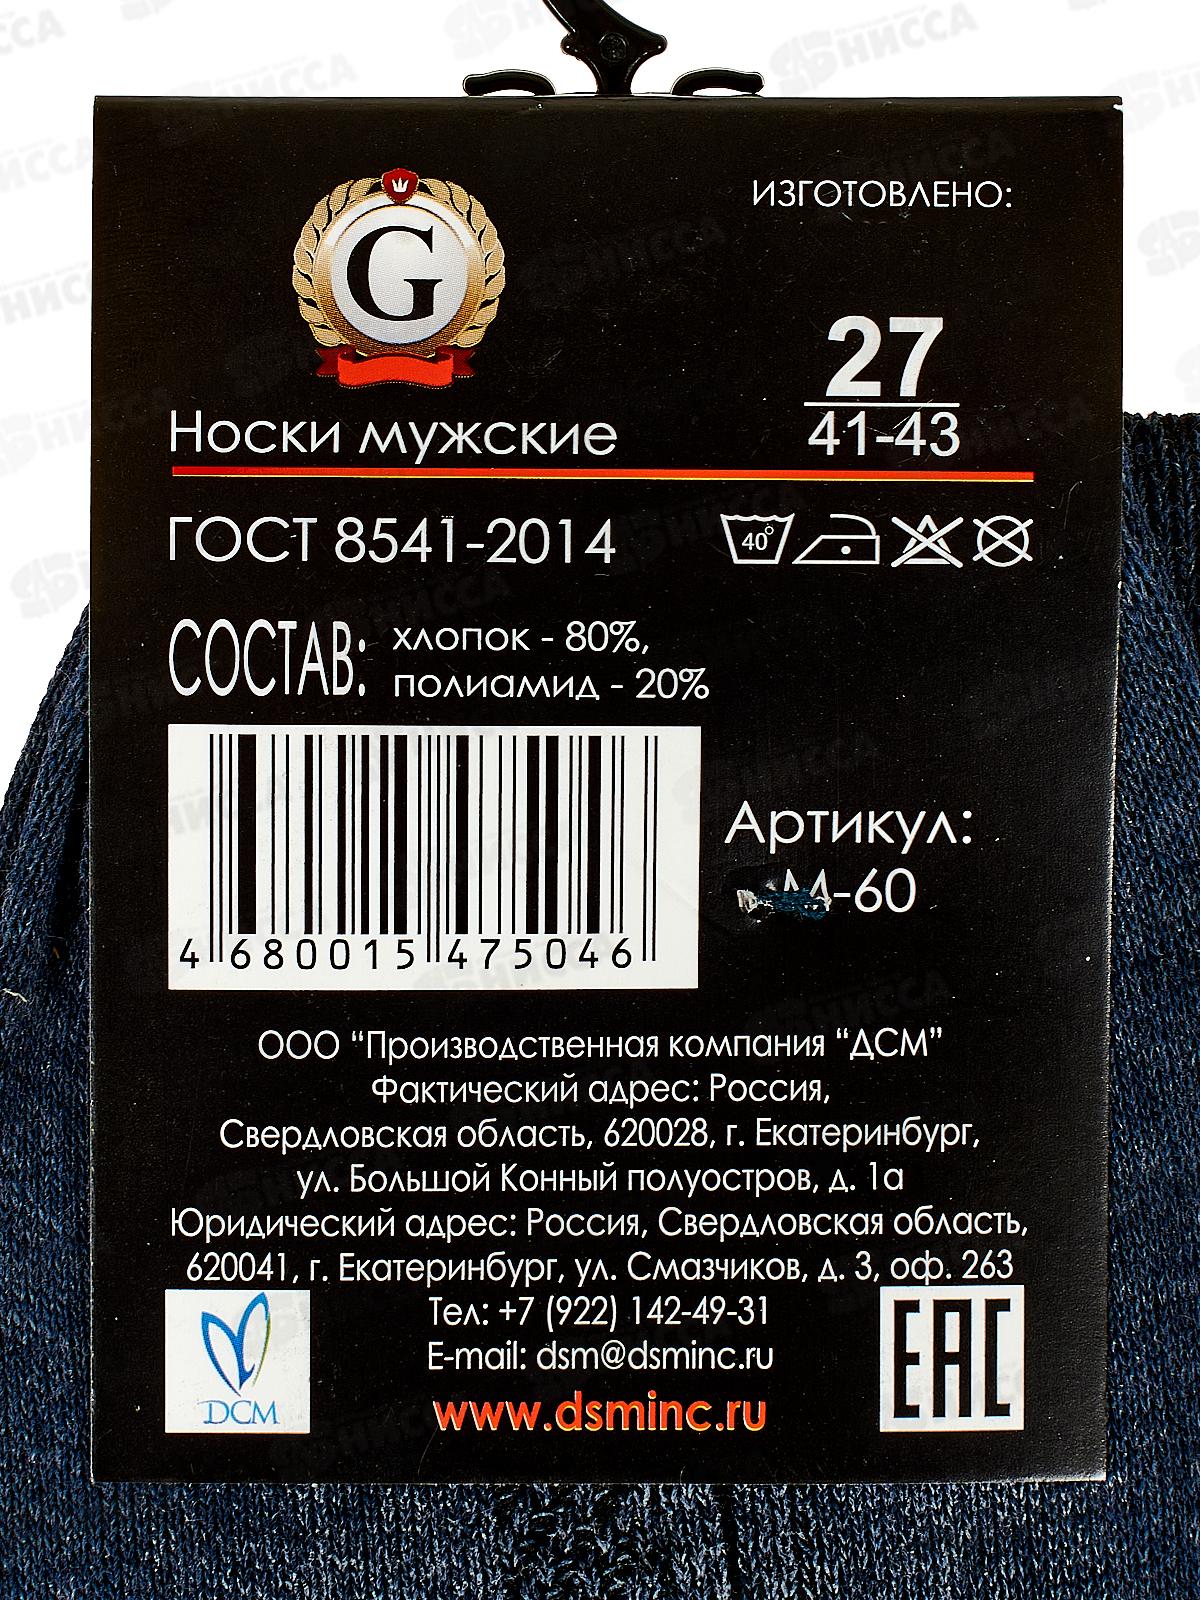 G
ИЗГОТОВЛЕНО:
27
41-43
Носки мужские
ГОСТ 8541-2014
40°
СОСТАВ: хлопок - 80%,
полиамид - 20%
4 680015 475046
Артикул:
-60
ООО “Производственная компания “ДСМ”
Фактический адрес: Россия,
Свердловская область, 620028, г. Екатеринбург,
ул. Большой Конный полуостров, д. 1а
Юридический адрес: Россия, Свердловская область,
620041, г. Екатеринбург, ул. Смазчиков, д. 3, оф. 263
Тел: +7 (922) 142-49-31
E-mail: dsm@dsminc.ru
www.dsminc.ru
ДСМ
EAC